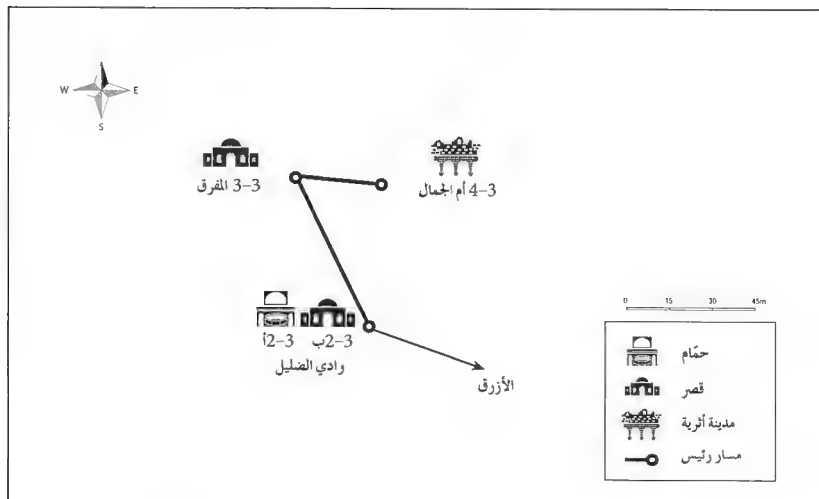 W
E
S
3-3 المفرق
4-3 أم الجمال
2-3أ
2-3ب
وادي الضليل
الأزرق
0 15 30 45m
حمّام
قصر
مدينة أثرية
مسار رئيس